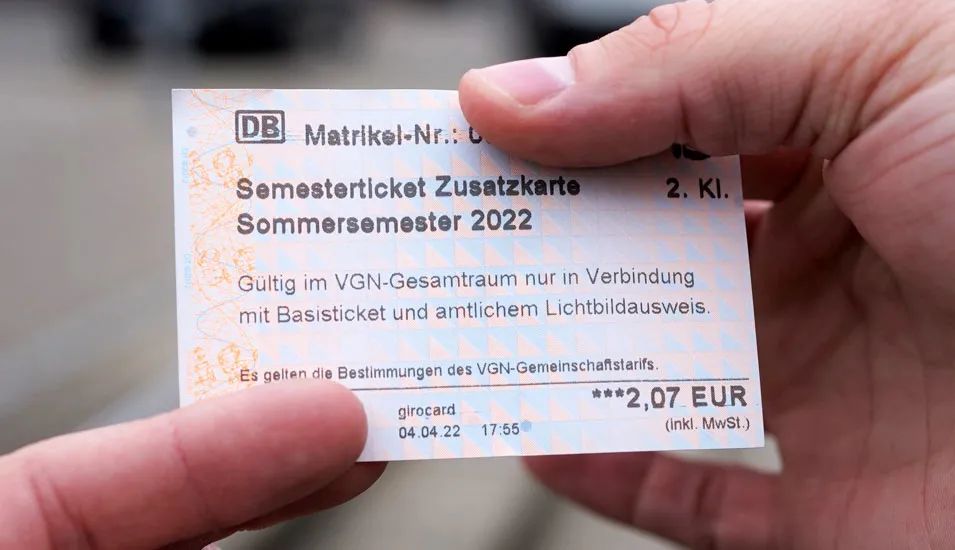 DB Matrikel-Nr.:
Semesterticket Zusatzkarte 2. Kl.
Sommersemester 2022
Gültig im VGN-Gesamtraum nur in Verbindung
mit Basisticket und amtlichem Lichtbildausweis.
Es gelten die Bestimmungen des VGN-Gemeinschaftstarifs.
***2,07 EUR
girocard (inkl. MwSt.)
04.04.22 17:55